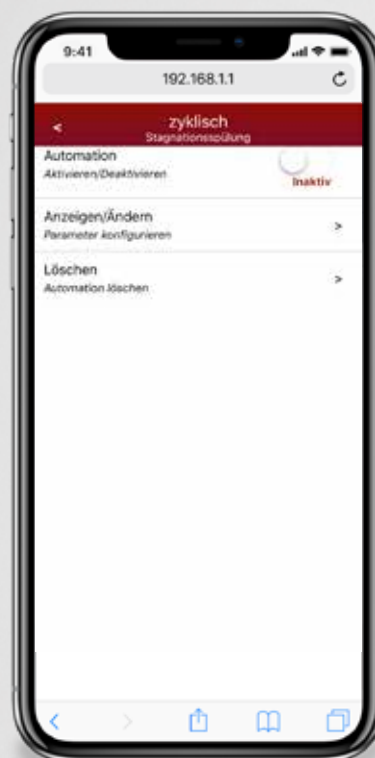 9:41
192.168.1.1
< zyklisch
Stagnationsspülung
Automation
Aktivieren/Deaktivieren
Inaktiv
Anzeigen/Ändern
Parameter konfigurieren
>
Löschen
Automation löschen
>